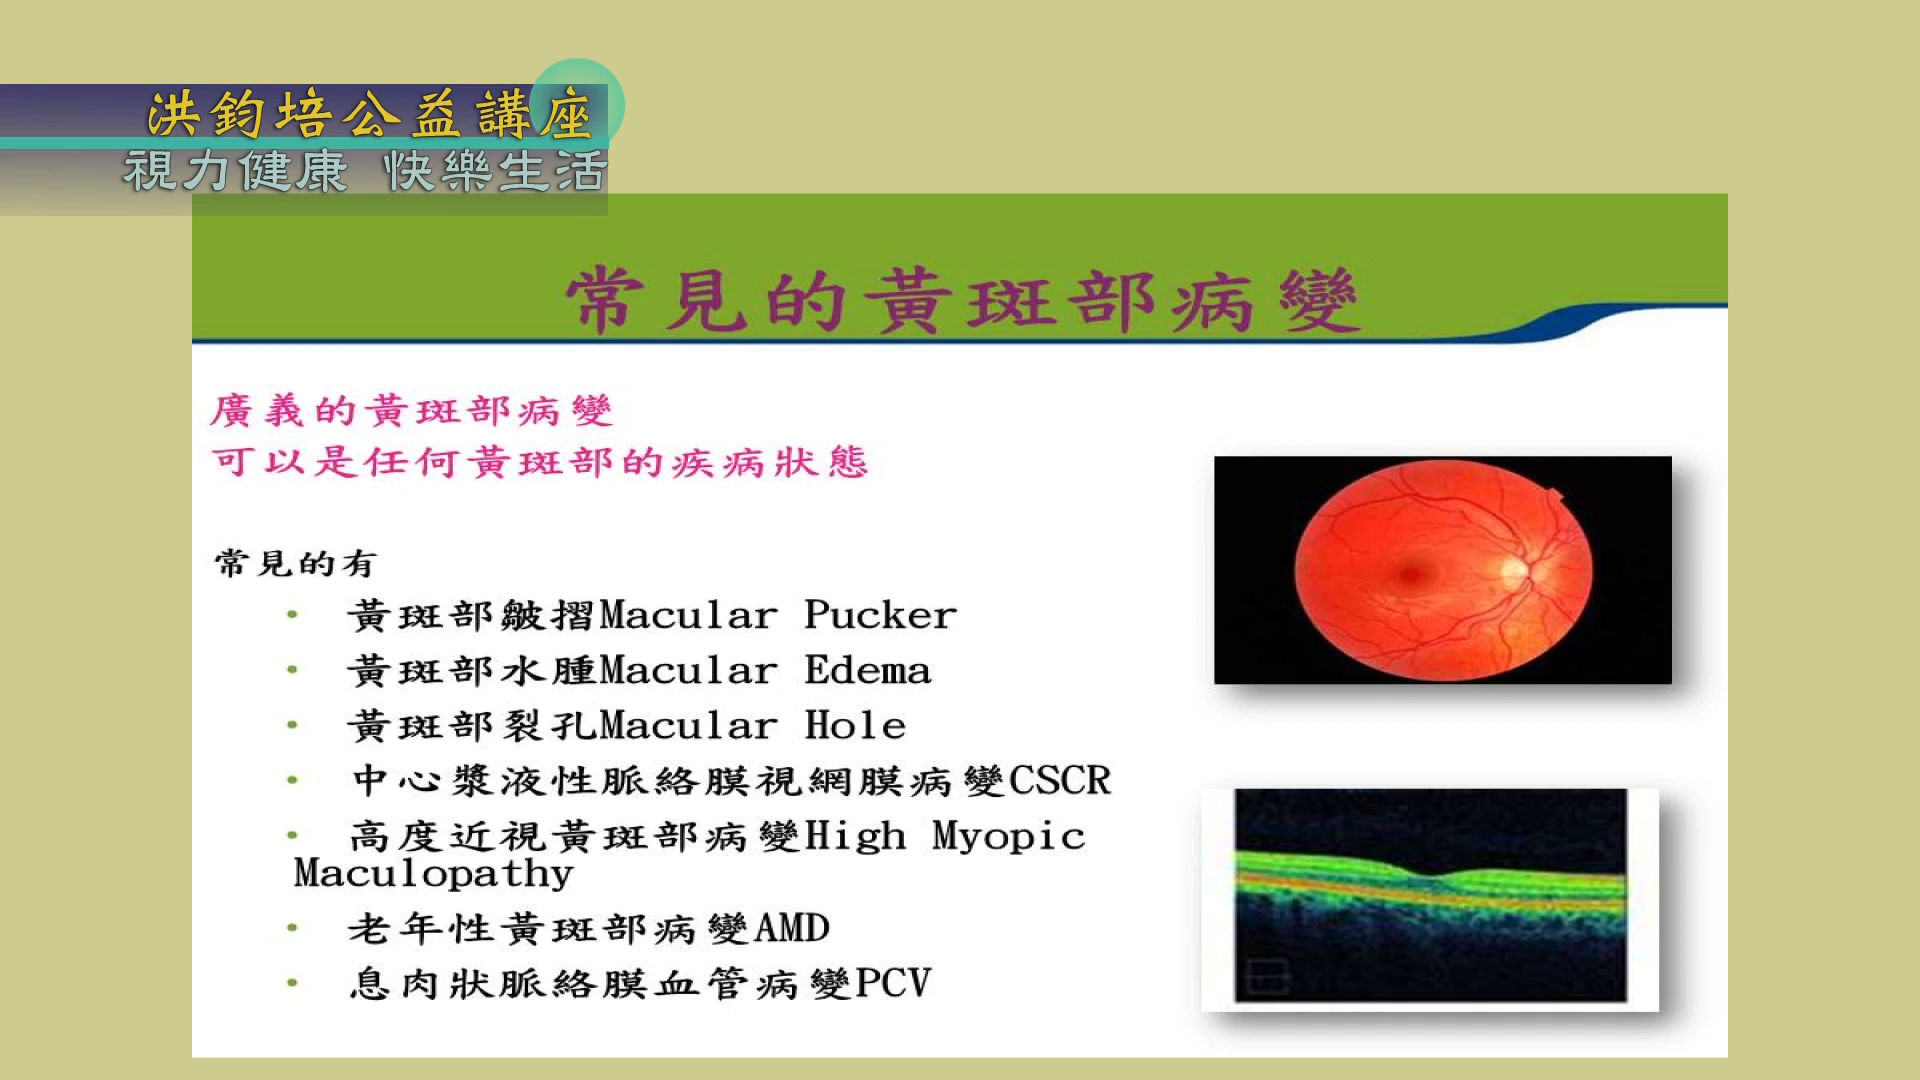 洪鈞培公益講座
視力健康 快樂生活
常見的黃斑部病變
廣義的黃斑部病變
可以是任何黃斑部的疾病狀態
常見的有
• 黃斑部皺摺Macular Pucker
• 黃斑部水腫Macular Edema
• 黃斑部裂孔Macular Hole
• 中心漿液性脈絡膜視網膜病變CSCR
• 高度近視黃斑部病變High Myopic
Maculopathy
• 老年性黃斑部病變AMD
• 息肉狀脈絡膜血管病變PCV